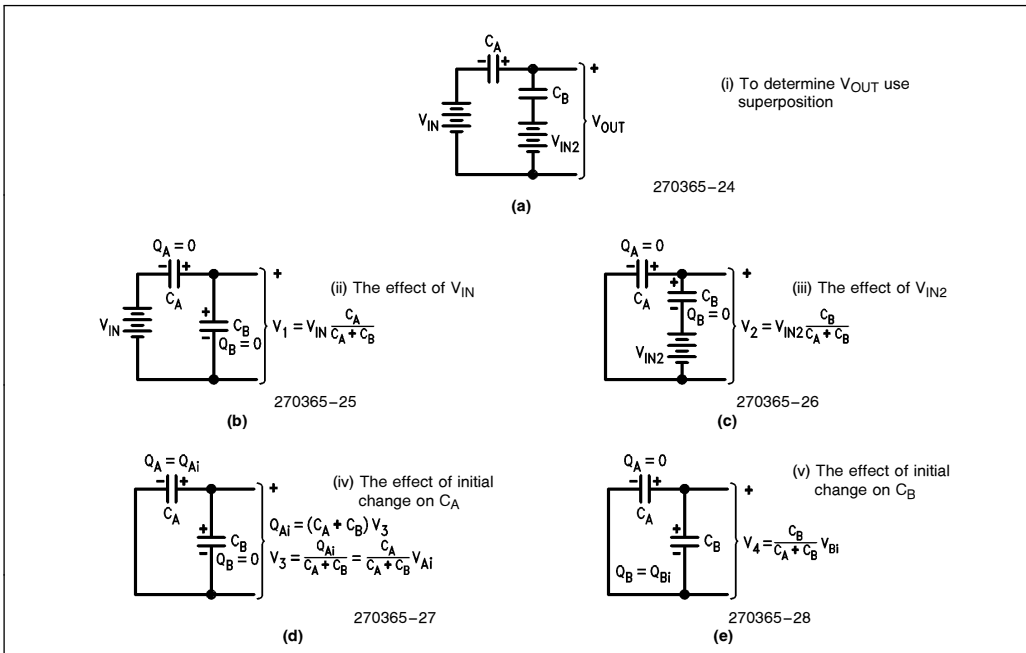 C_A
− +
+
C_B
V_IN
V_IN2
V_OUT
(i) To determine V_OUT use
superposition
270365–24
(a)
Q_A = 0
− +
C_A
+
V_IN
+
−
C_B
Q_B = 0
V_1 = V_IN C_A / (C_A + C_B)
(ii) The effect of V_IN
270365–25
(b)
Q_A = 0
− +
C_A
+
+
−
C_B
Q_B = 0
V_IN2
V_2 = V_IN2 C_B / (C_A + C_B)
(iii) The effect of V_IN2
270365–26
(c)
Q_A = Q_Ai
− +
C_A
+
+
−
C_B
Q_B = 0
(iv) The effect of initial
change on C_A
Q_Ai = (C_A + C_B) V_3
V_3 = Q_Ai / (C_A + C_B) = C_A / (C_A + C_B) V_Ai
270365–27
(d)
Q_A = 0
− +
C_A
+
+
−
C_B
Q_B = Q_Bi
(v) The effect of initial
change on C_B
V_4 = C_B / (C_A + C_B) V_Bi
270365–28
(e)